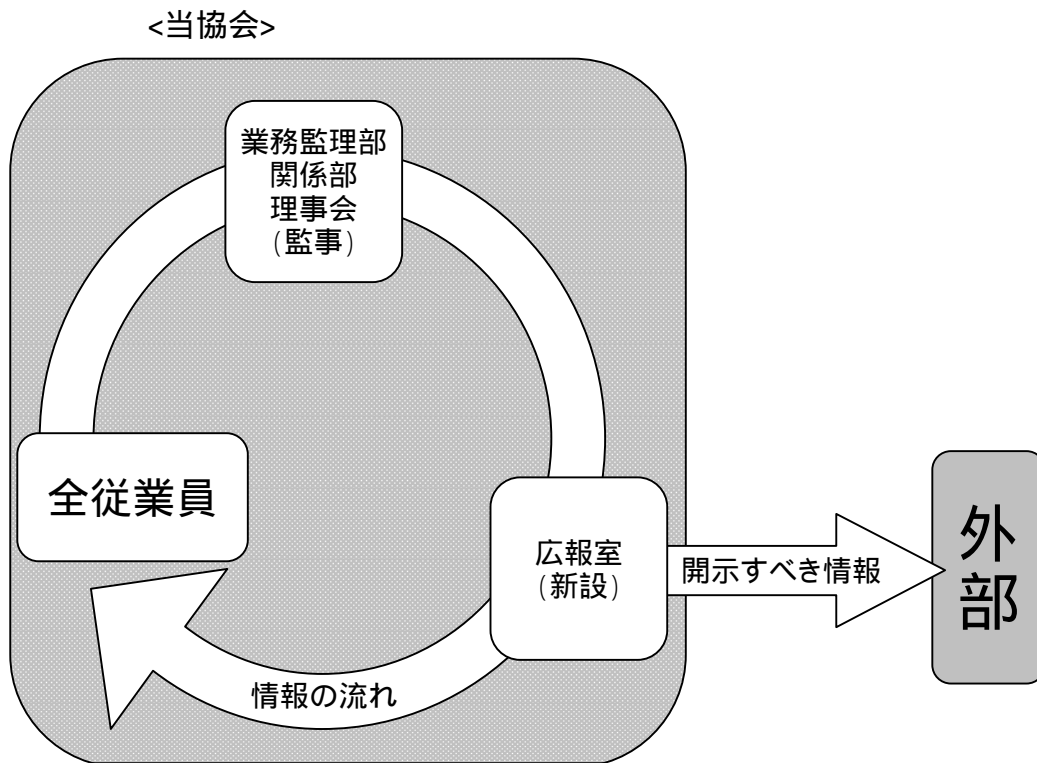 <当協会>
業務監理部
関係部
理事会
(監事)
全従業員
広報室
(新設)
開示すべき情報
外
部
情報の流れ